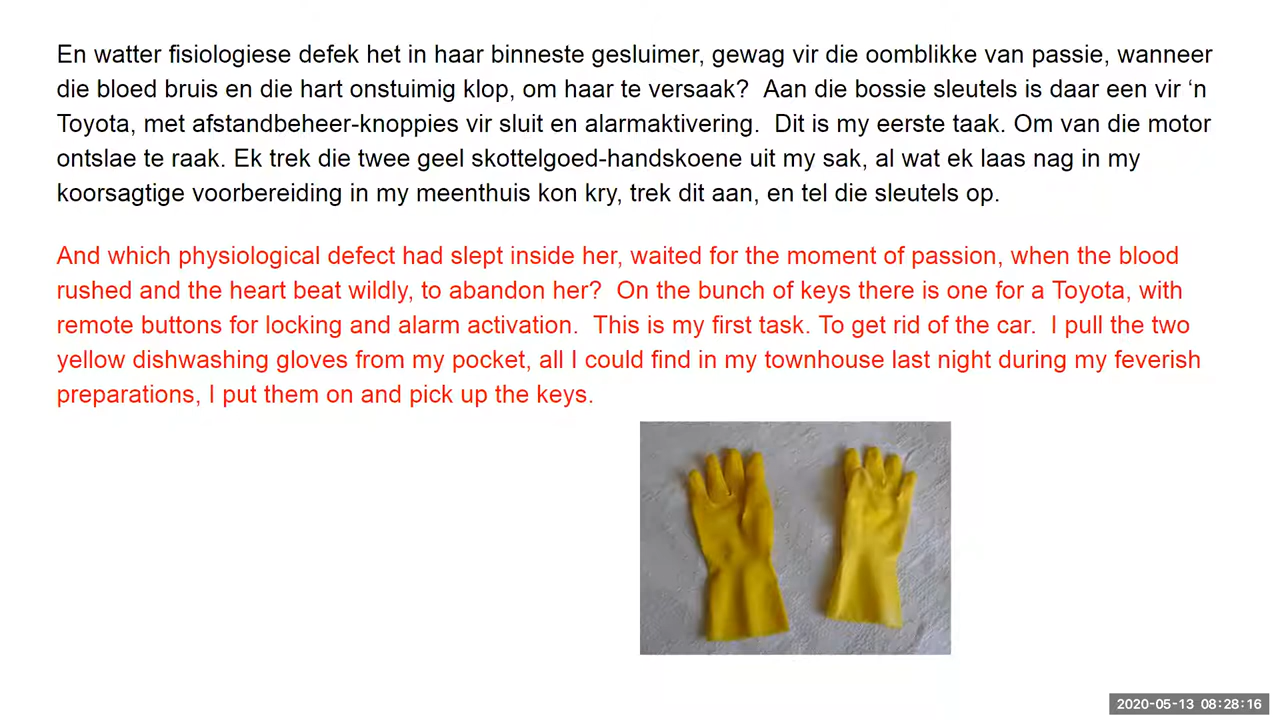 En watter fisiologiese defek het in haar binneste gesluimer, gewag vir die oomblikke van passie, wanneer
die bloed bruis en die hart onstuimig klop, om haar te versaak?  Aan die bossie sleutels is daar een vir ‘n
Toyota, met afstandbeheer-knoppies vir sluit en alarmaktivering.  Dit is my eerste taak. Om van die motor
ontslae te raak. Ek trek die twee geel skottelgoed-handskoene uit my sak, al wat ek laas nag in my
koorsagtige voorbereiding in my meenthuis kon kry, trek dit aan, en tel die sleutels op.
And which physiological defect had slept inside her, waited for the moment of passion, when the blood
rushed and the heart beat wildly, to abandon her?  On the bunch of keys there is one for a Toyota, with
remote buttons for locking and alarm activation.  This is my first task. To get rid of the car.  I pull the two
yellow dishwashing gloves from my pocket, all I could find in my townhouse last night during my feverish
preparations, I put them on and pick up the keys.
2020-05-13 08:28:16